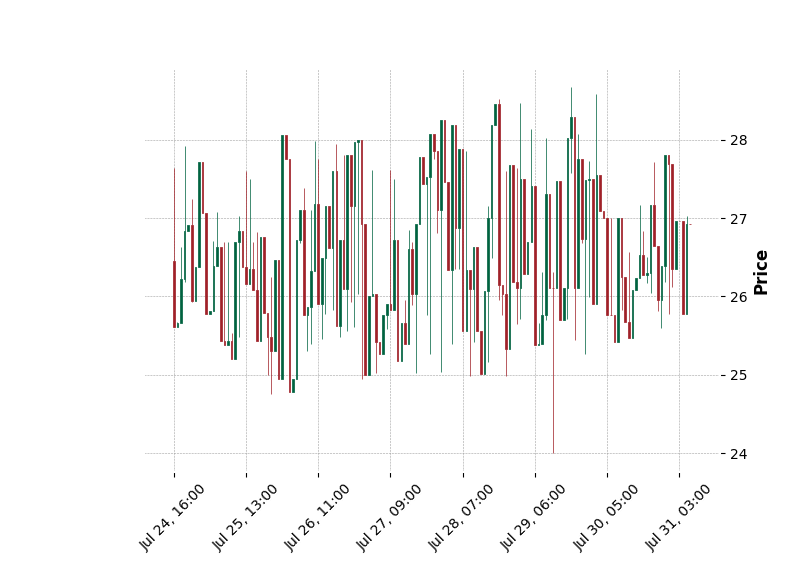 28
27
26
25
24
Price
Jul 24, 16:00
Jul 25, 13:00
Jul 26, 11:00
Jul 27, 09:00
Jul 28, 07:00
Jul 29, 06:00
Jul 30, 05:00
Jul 31, 03:00